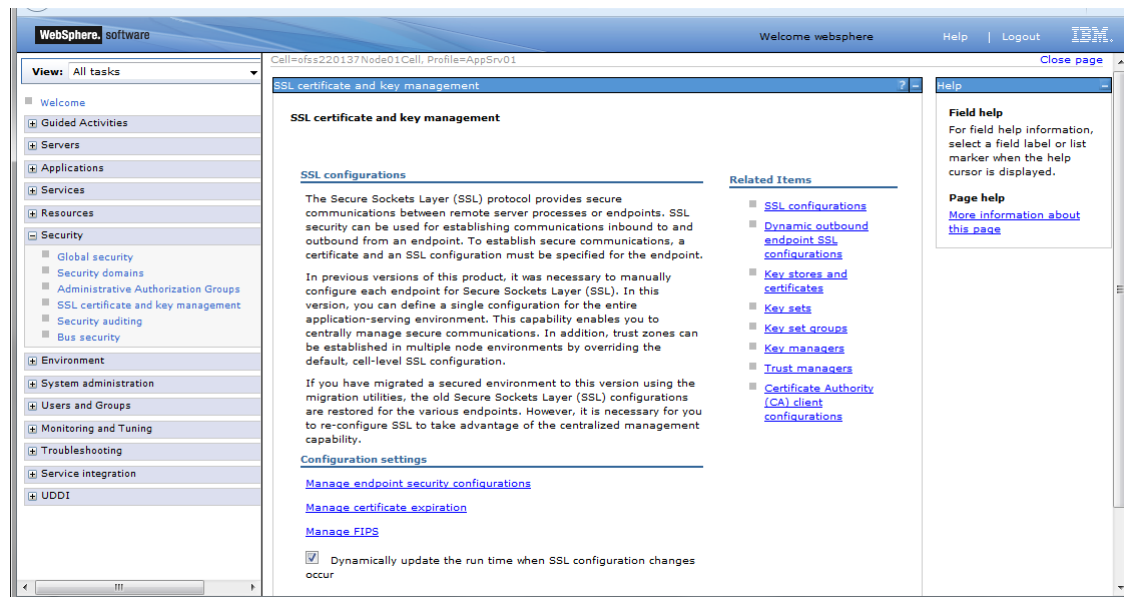 WebSphere. software
Welcome websphere
Help | Logout
IBM.
View: All tasks
Cell=ofss220137Node01Cell, Profile=AppSrv01
Close page
Welcome
Guided Activities
Servers
Applications
Services
Resources
Security
Global security
Security domains
Administrative Authorization Groups
SSL certificate and key management
Security auditing
Bus security
Environment
System administration
Users and Groups
Monitoring and Tuning
Troubleshooting
Service integration
UDDI
SSL certificate and key management ? –
SSL certificate and key management
SSL configurations
The Secure Sockets Layer (SSL) protocol provides secure
communications between remote server processes or endpoints. SSL
security can be used for establishing communications inbound to and
outbound from an endpoint. To establish secure communications, a
certificate and an SSL configuration must be specified for the endpoint.
In previous versions of this product, it was necessary to manually
configure each endpoint for Secure Sockets Layer (SSL). In this
version, you can define a single configuration for the entire
application-serving environment. This capability enables you to
centrally manage secure communications. In addition, trust zones can
be established in multiple node environments by overriding the
default, cell-level SSL configuration.
If you have migrated a secured environment to this version using the
migration utilities, the old Secure Sockets Layer (SSL) configurations
are restored for the various endpoints. However, it is necessary for you
to re-configure SSL to take advantage of the centralized management
capability.
Configuration settings
Manage endpoint security configurations
Manage certificate expiration
Manage FIPS
Dynamically update the run time when SSL configuration changes
occur
Related Items
SSL configurations
Dynamic outbound
endpoint SSL
configurations
Key stores and
certificates
Key sets
Key set groups
Key managers
Trust managers
Certificate Authority
(CA) client
configurations
Help –
Field help
For field help information,
select a field label or list
marker when the help
cursor is displayed.
Page help
More information about
this page